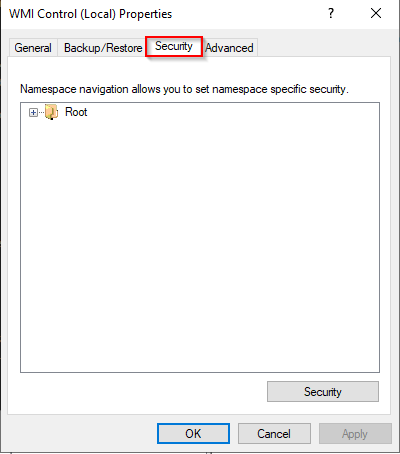 WMI Control (Local) Properties
General Backup/Restore Security Advanced
Namespace navigation allows you to set namespace specific security.
Root
Security
OK Cancel Apply